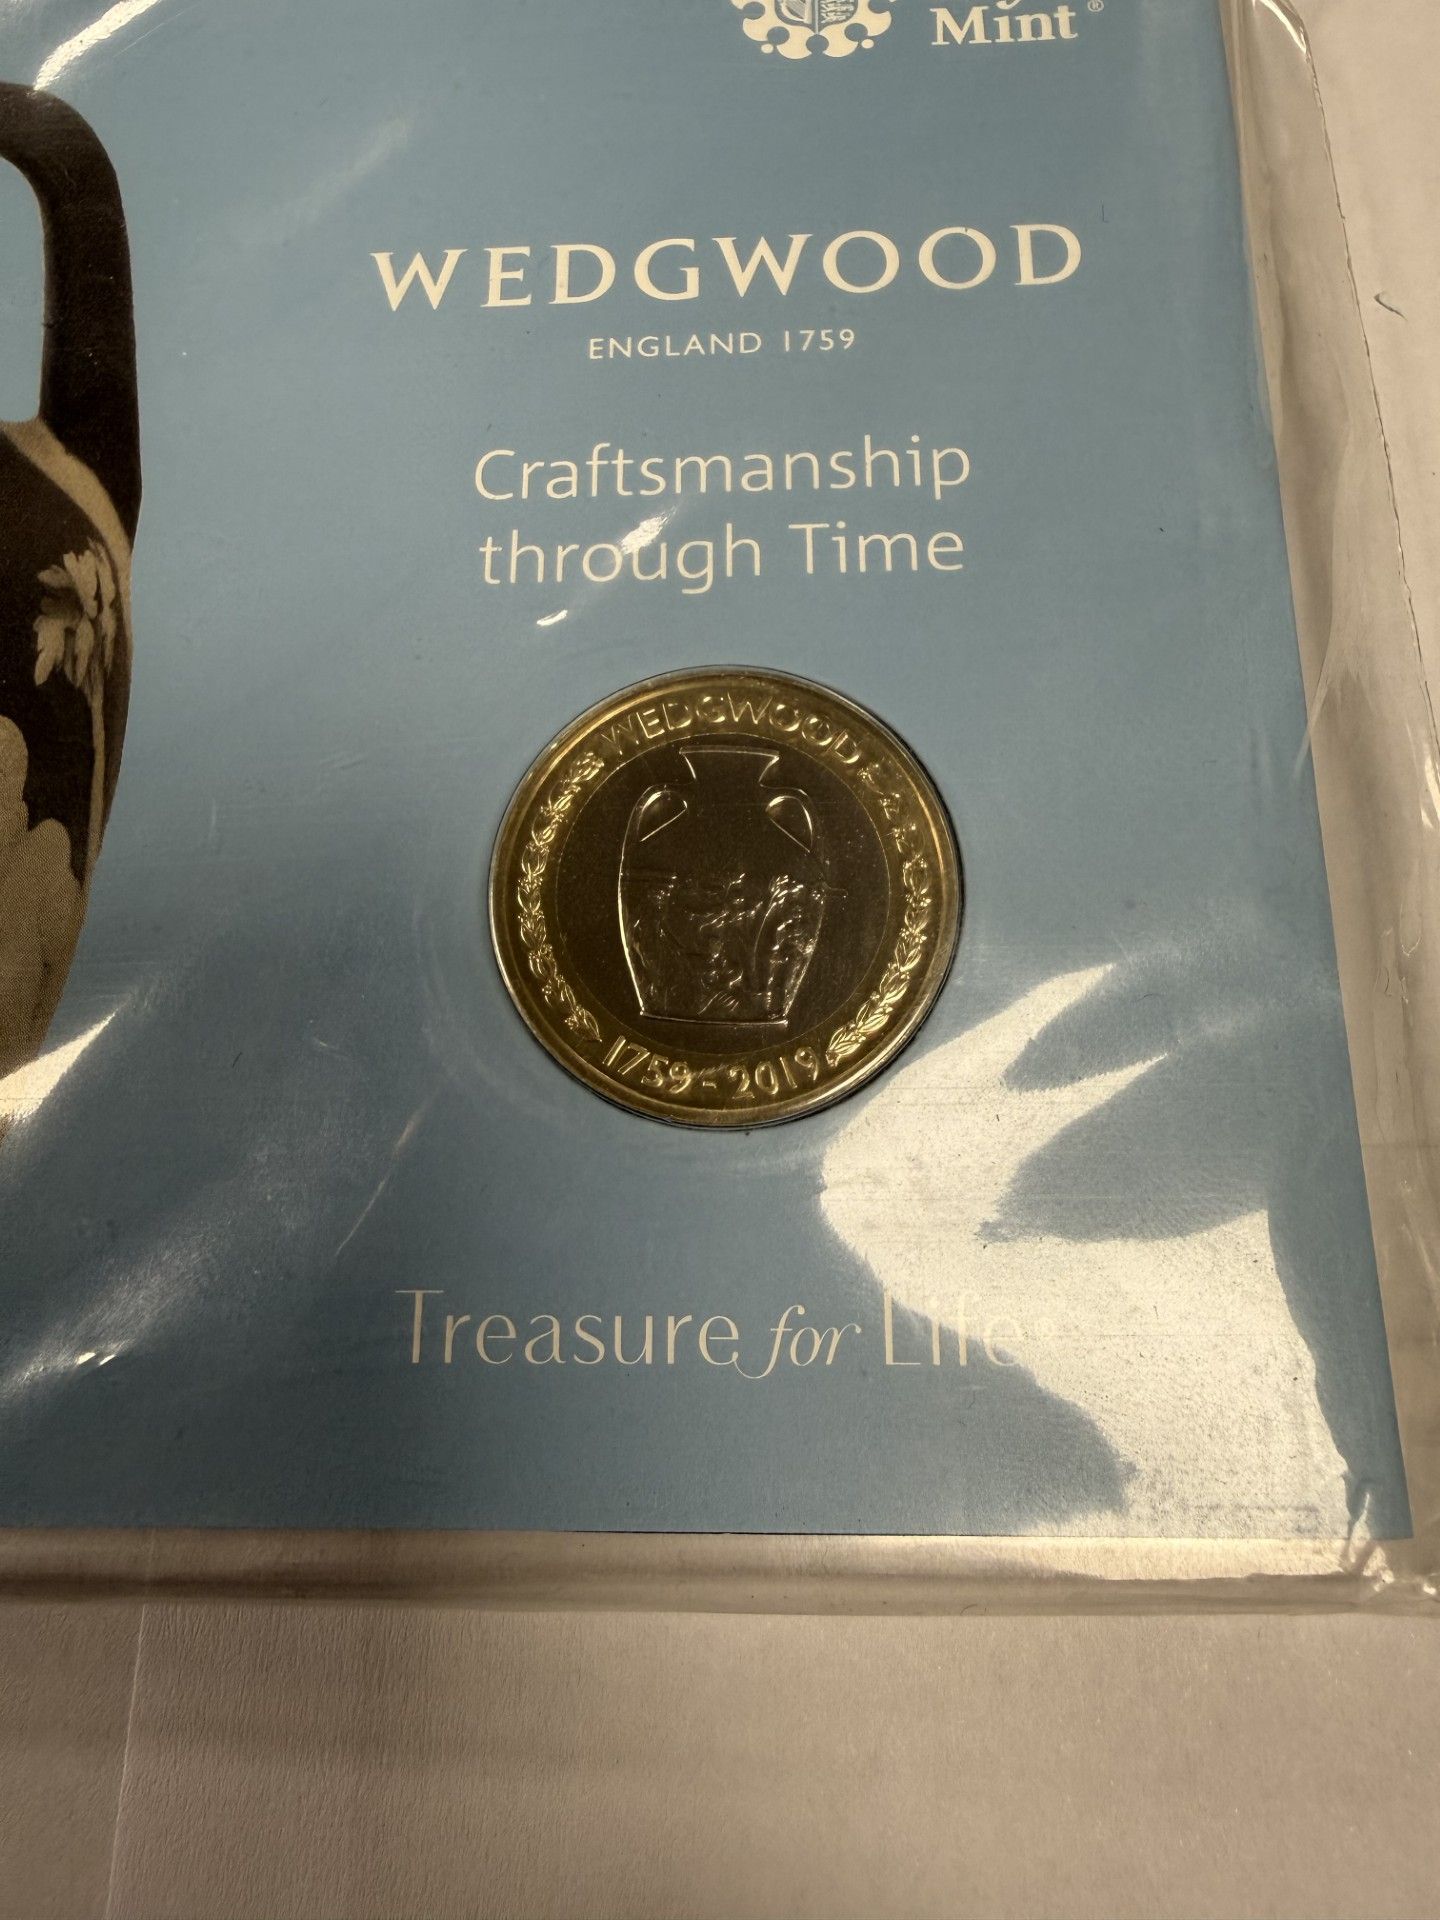 Mint®
WEDGWOOD
ENGLAND 1759
Craftsmanship
through Time
WEDGWOOD
1759-2019
Treasure for Life